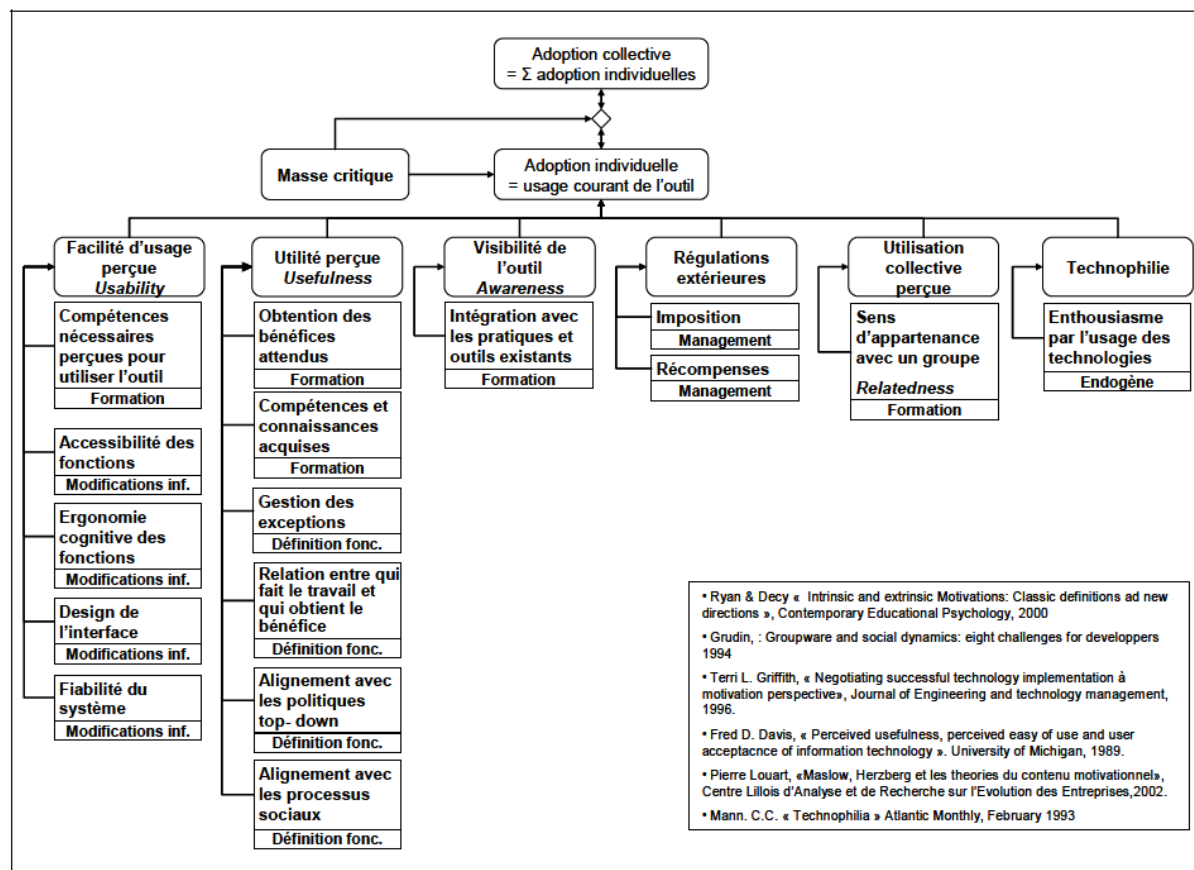 Adoption collective
= Σ adoption individuelles
Masse critique
Adoption individuelle
= usage courant de l'outil
Facilité d'usage
perçue
Usability
Compétences
nécessaires
perçues pour
utiliser l'outil
Formation
Accessibilité des
fonctions
Modifications inf.
Ergonomie
cognitive des
fonctions
Modifications inf.
Design de
l'interface
Modifications inf.
Fiabilité du
système
Modifications inf.
Utilité perçue
Usefulness
Obtention des
bénéfices
attendus
Formation
Compétences et
connaissances
acquises
Formation
Gestion des
exceptions
Définition fonc.
Relation entre qui
fait le travail et
qui obtient le
bénéfice
Définition fonc.
Alignement avec
les politiques
top- down
Définition fonc.
Alignement avec
les processus
sociaux
Définition fonc.
Visibilité de
l'outil
Awareness
Intégration avec
les pratiques et
outils existants
Formation
Régulations
extérieures
Imposition
Management
Récompenses
Management
Utilisation
collective
perçue
Sens
d'appartenance
avec un groupe
Relatedness
Formation
Technophilie
Enthousiasme
par l'usage des
technologies
Endogène
• Ryan & Decy « Intrinsic and extrinsic Motivations: Classic definitions ad new
directions », Contemporary Educational Psychology, 2000
• Grudin, : Groupware and social dynamics: eight challenges for developpers
1994
• Terri L. Griffith, « Negotiating successful technology implementation à
motivation perspective», Journal of Engineering and technology management,
1996.
• Fred D. Davis, « Perceived usefulness, perceived easy of use and user
acceptacnce of information technology ». University of Michigan, 1989.
• Pierre Louart, «Maslow, Herzberg et les theories du contenu motivationnel»,
Centre Lillois d'Analyse et de Recherche sur l'Evolution des Entreprises,2002.
• Mann. C.C. « Technophilia » Atlantic Monthly, February 1993